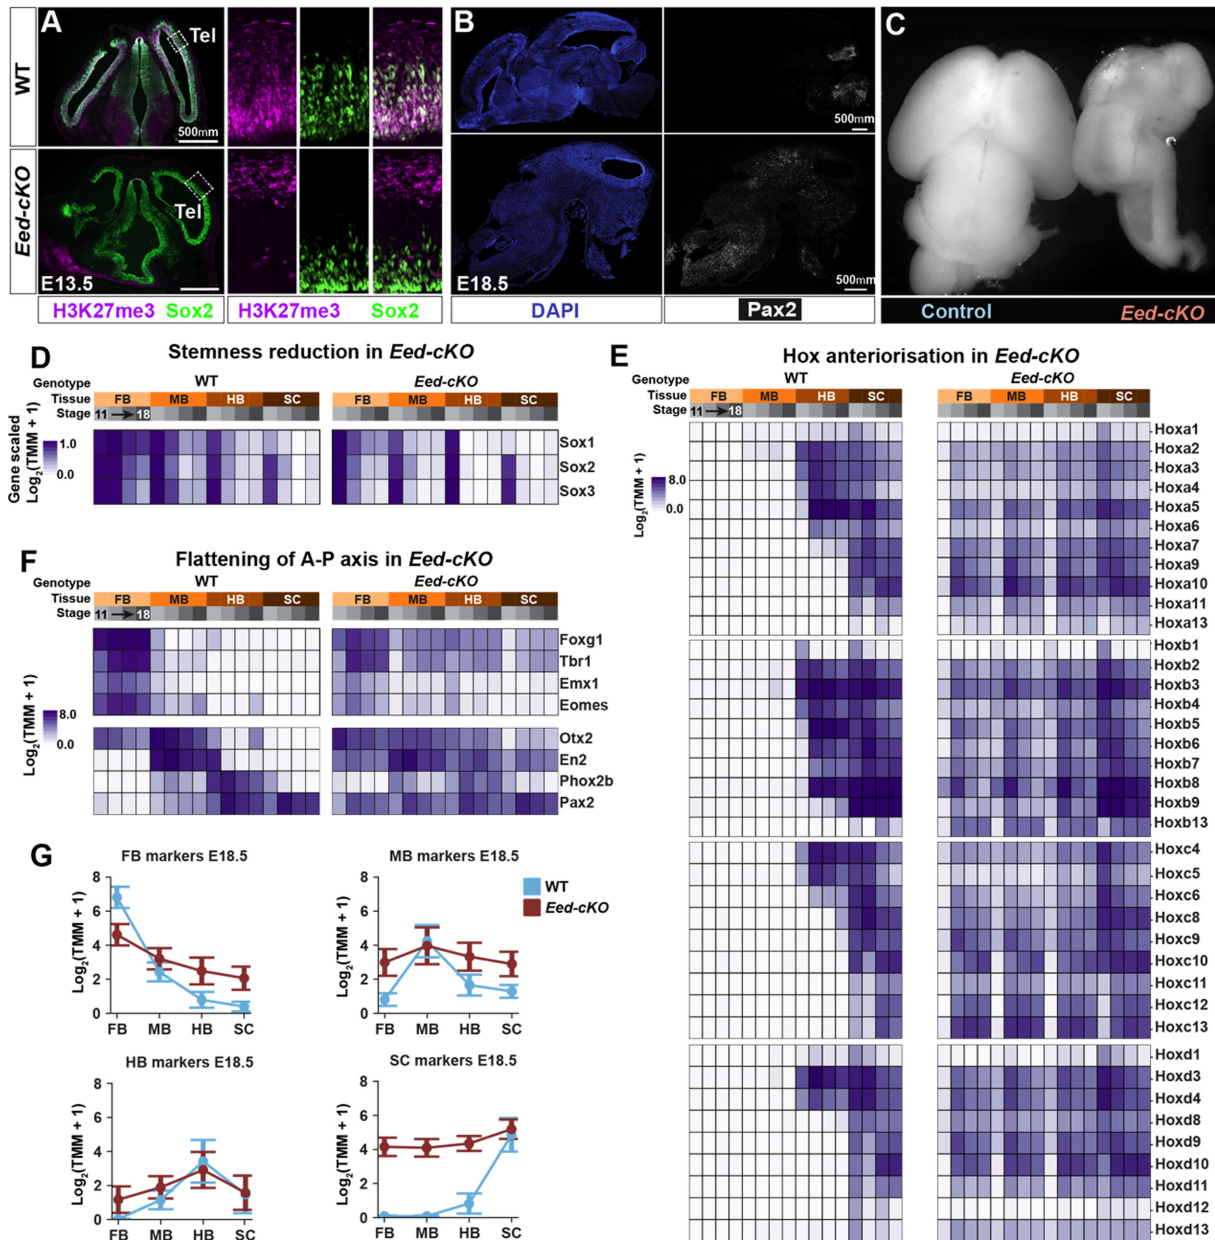 A
Tel
500mm
WT
Tel
Eed-cKO
E13.5
H3K27me3 Sox2
H3K27me3 Sox2
B
500mm
E18.5
500mm
DAPI
Pax2
C
Control
Eed-cKO
D
Stemness reduction in Eed-cKO
Genotype
WT
Eed-cKO
Tissue
FB MB HB SC
FB MB HB SC
Stage
11 18
Gene scaled
Log2(TMM + 1)
1.0
0.0
Sox1
Sox2
Sox3
E
Hox anteriorisation in Eed-cKO
Genotype
WT
Eed-cKO
Tissue
FB MB HB SC
FB MB HB SC
Stage
11 18
Log2(TMM + 1)
8.0
0.0
Hoxa1
Hoxa2
Hoxa3
Hoxa4
Hoxa5
Hoxa6
Hoxa7
Hoxa9
Hoxa10
Hoxa11
Hoxa13
Hoxb1
Hoxb2
Hoxb3
Hoxb4
Hoxb5
Hoxb6
Hoxb7
Hoxb8
Hoxb9
Hoxb13
Hoxc4
Hoxc5
Hoxc6
Hoxc8
Hoxc9
Hoxc10
Hoxc11
Hoxc12
Hoxc13
Hoxd1
Hoxd3
Hoxd4
Hoxd8
Hoxd9
Hoxd10
Hoxd11
Hoxd12
Hoxd13
F
Flattening of A-P axis in Eed-cKO
Genotype
WT
Eed-cKO
Tissue
FB MB HB SC
FB MB HB SC
Stage
11 18
Log2(TMM + 1)
8.0
0.0
Foxg1
Tbr1
Emx1
Eomes
Otx2
En2
Phox2b
Pax2
G
FB markers E18.5
Log2(TMM + 1)
8
6
4
2
0
FB MB HB SC
MB markers E18.5
Log2(TMM + 1)
8
6
4
2
0
FB MB HB SC
WT
Eed-cKO
HB markers E18.5
Log2(TMM + 1)
8
6
4
2
0
FB MB HB SC
SC markers E18.5
Log2(TMM + 1)
8
6
4
2
0
FB MB HB SC